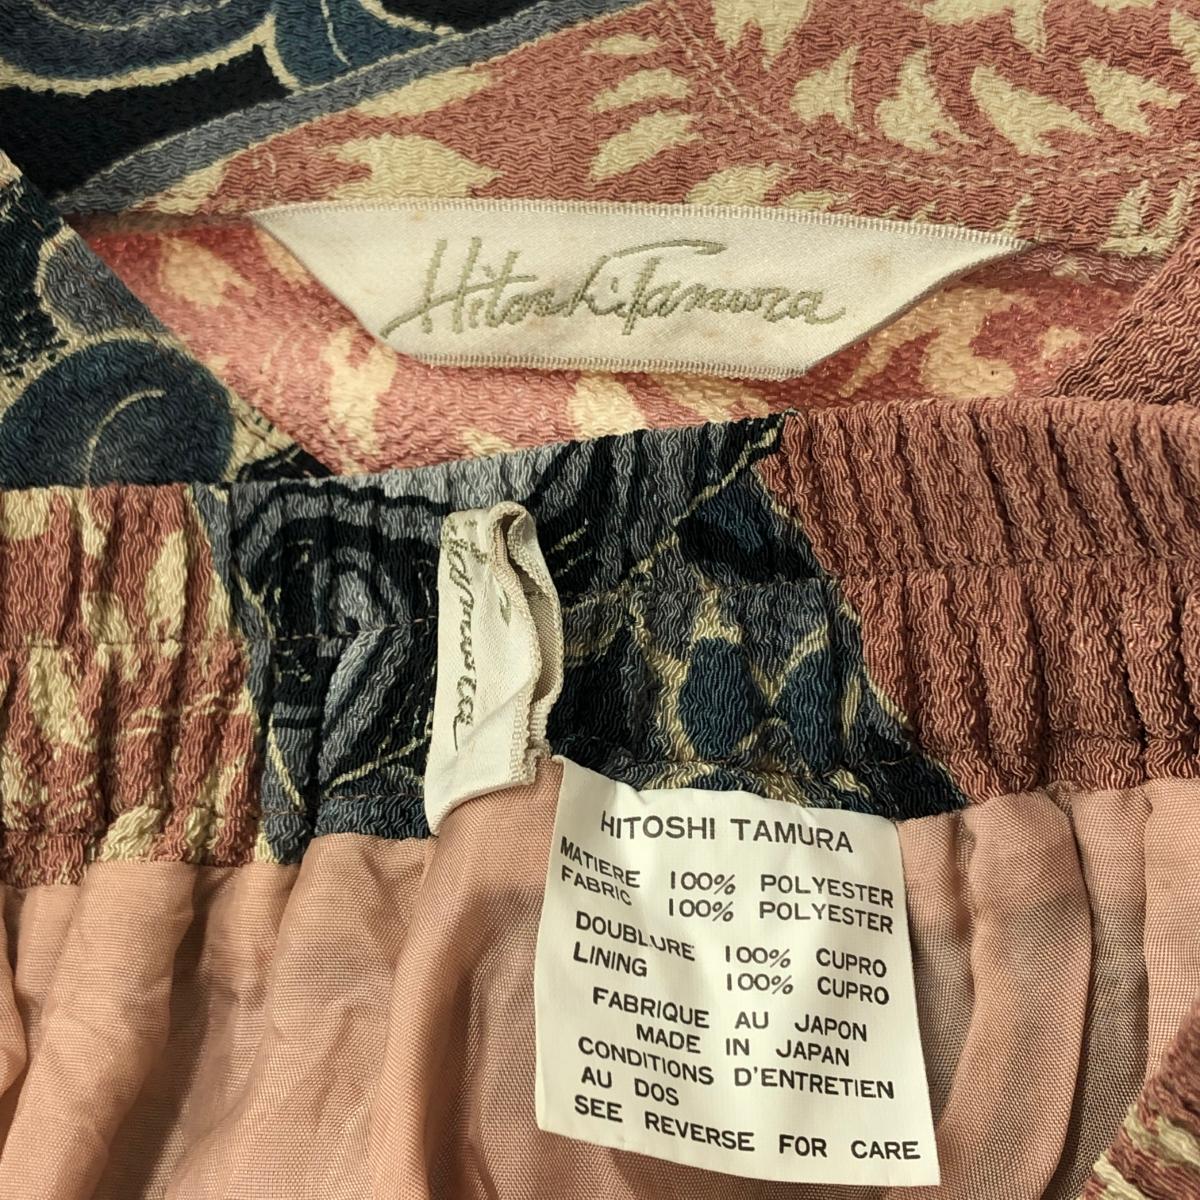 Hitoshi Tamura
Tamura
HITOSHI TAMURA
MATIERE 100% POLYESTER
FABRIC 100% POLYESTER
DOUBLURE 100% CUPRO
LINING 100% CUPRO
FABRIQUE AU JAPON
MADE IN JAPAN
CONDITIONS D'ENTRETIEN
AU DOS
SEE REVERSE FOR CARE